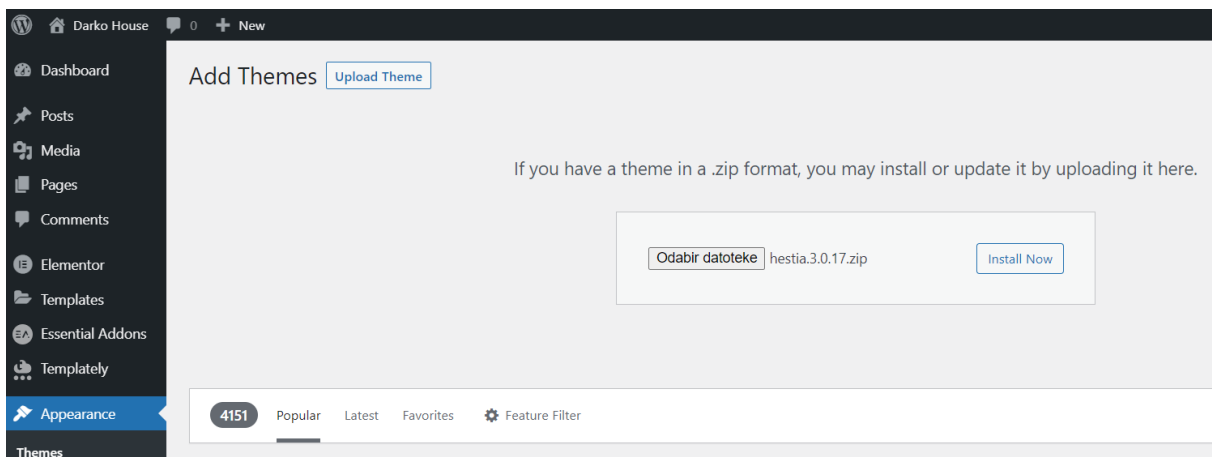 Darko House 0 New
Dashboard
Add Themes Upload Theme
Posts
Media
Pages
Comments
Elementor
Templates
Essential Addons
Templately
Appearance
Themes
If you have a theme in a .zip format, you may install or update it by uploading it here.
Odabir datoteke hestia.3.0.17.zip Install Now
4151 Popular Latest Favorites Feature Filter